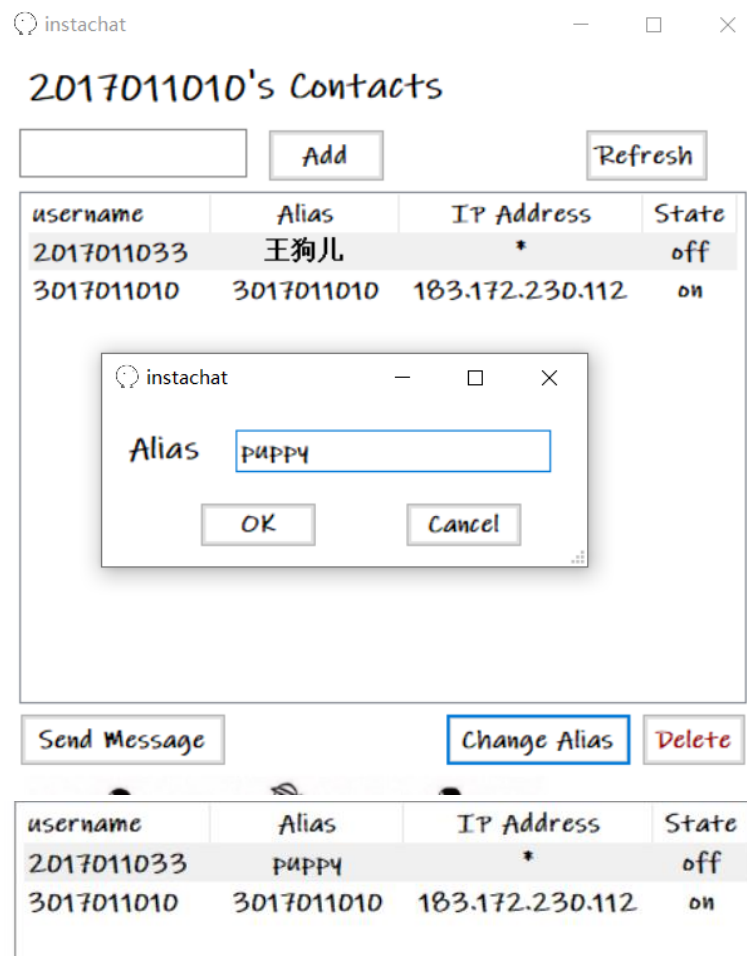 instachat
2017011010's Contacts
Add Refresh
username Alias IP Address State
2017011033 王狗儿 * off
3017011010 3017011010 183.172.230.112 on
instachat
Alias puppy
OK Cancel
Send Message Change Alias Delete
username Alias IP Address State
2017011033 puppy * off
3017011010 3017011010 183.172.230.112 on